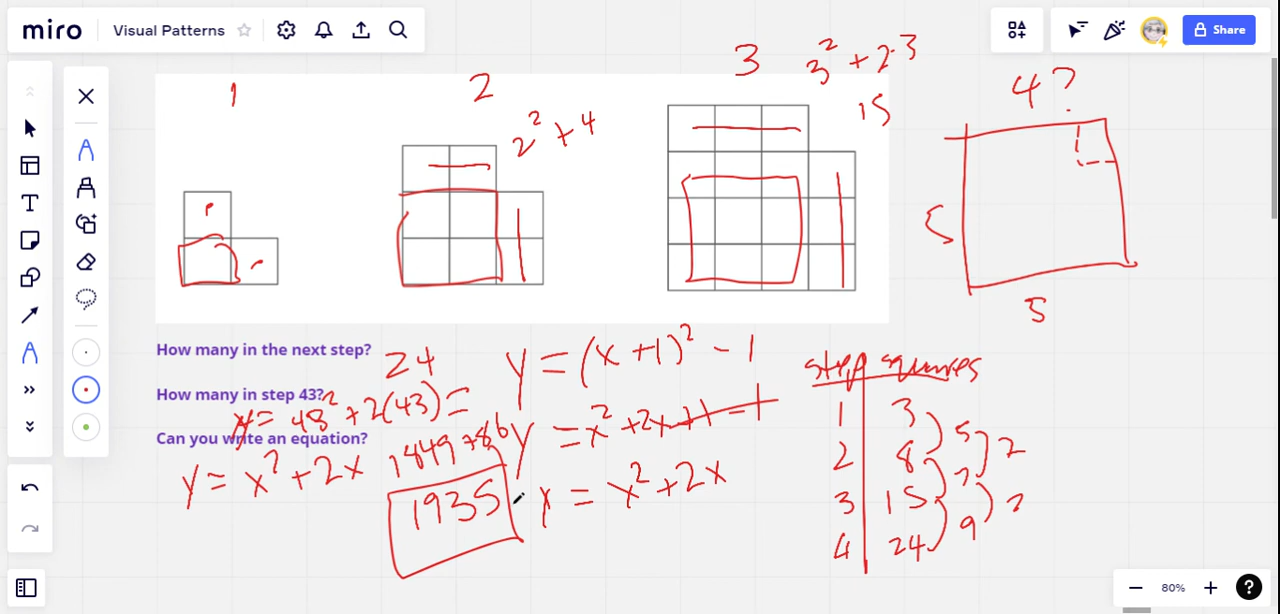 miro
Visual Patterns
Share
1
2
2² + 4
3
3² + 2·3
15
4?
5
5
How many in the next step?
24
How many in step 43?
y = 43² + 2(43) =
1849 + 86
1935
Can you write an equation?
y = x² + 2x
y = (x + 1)² - 1
y = x² + 2x + 1 - 1
y = x² + 2x
step squares
1 3
2 8
3 15
4 24
5
7
9
2
2
80%